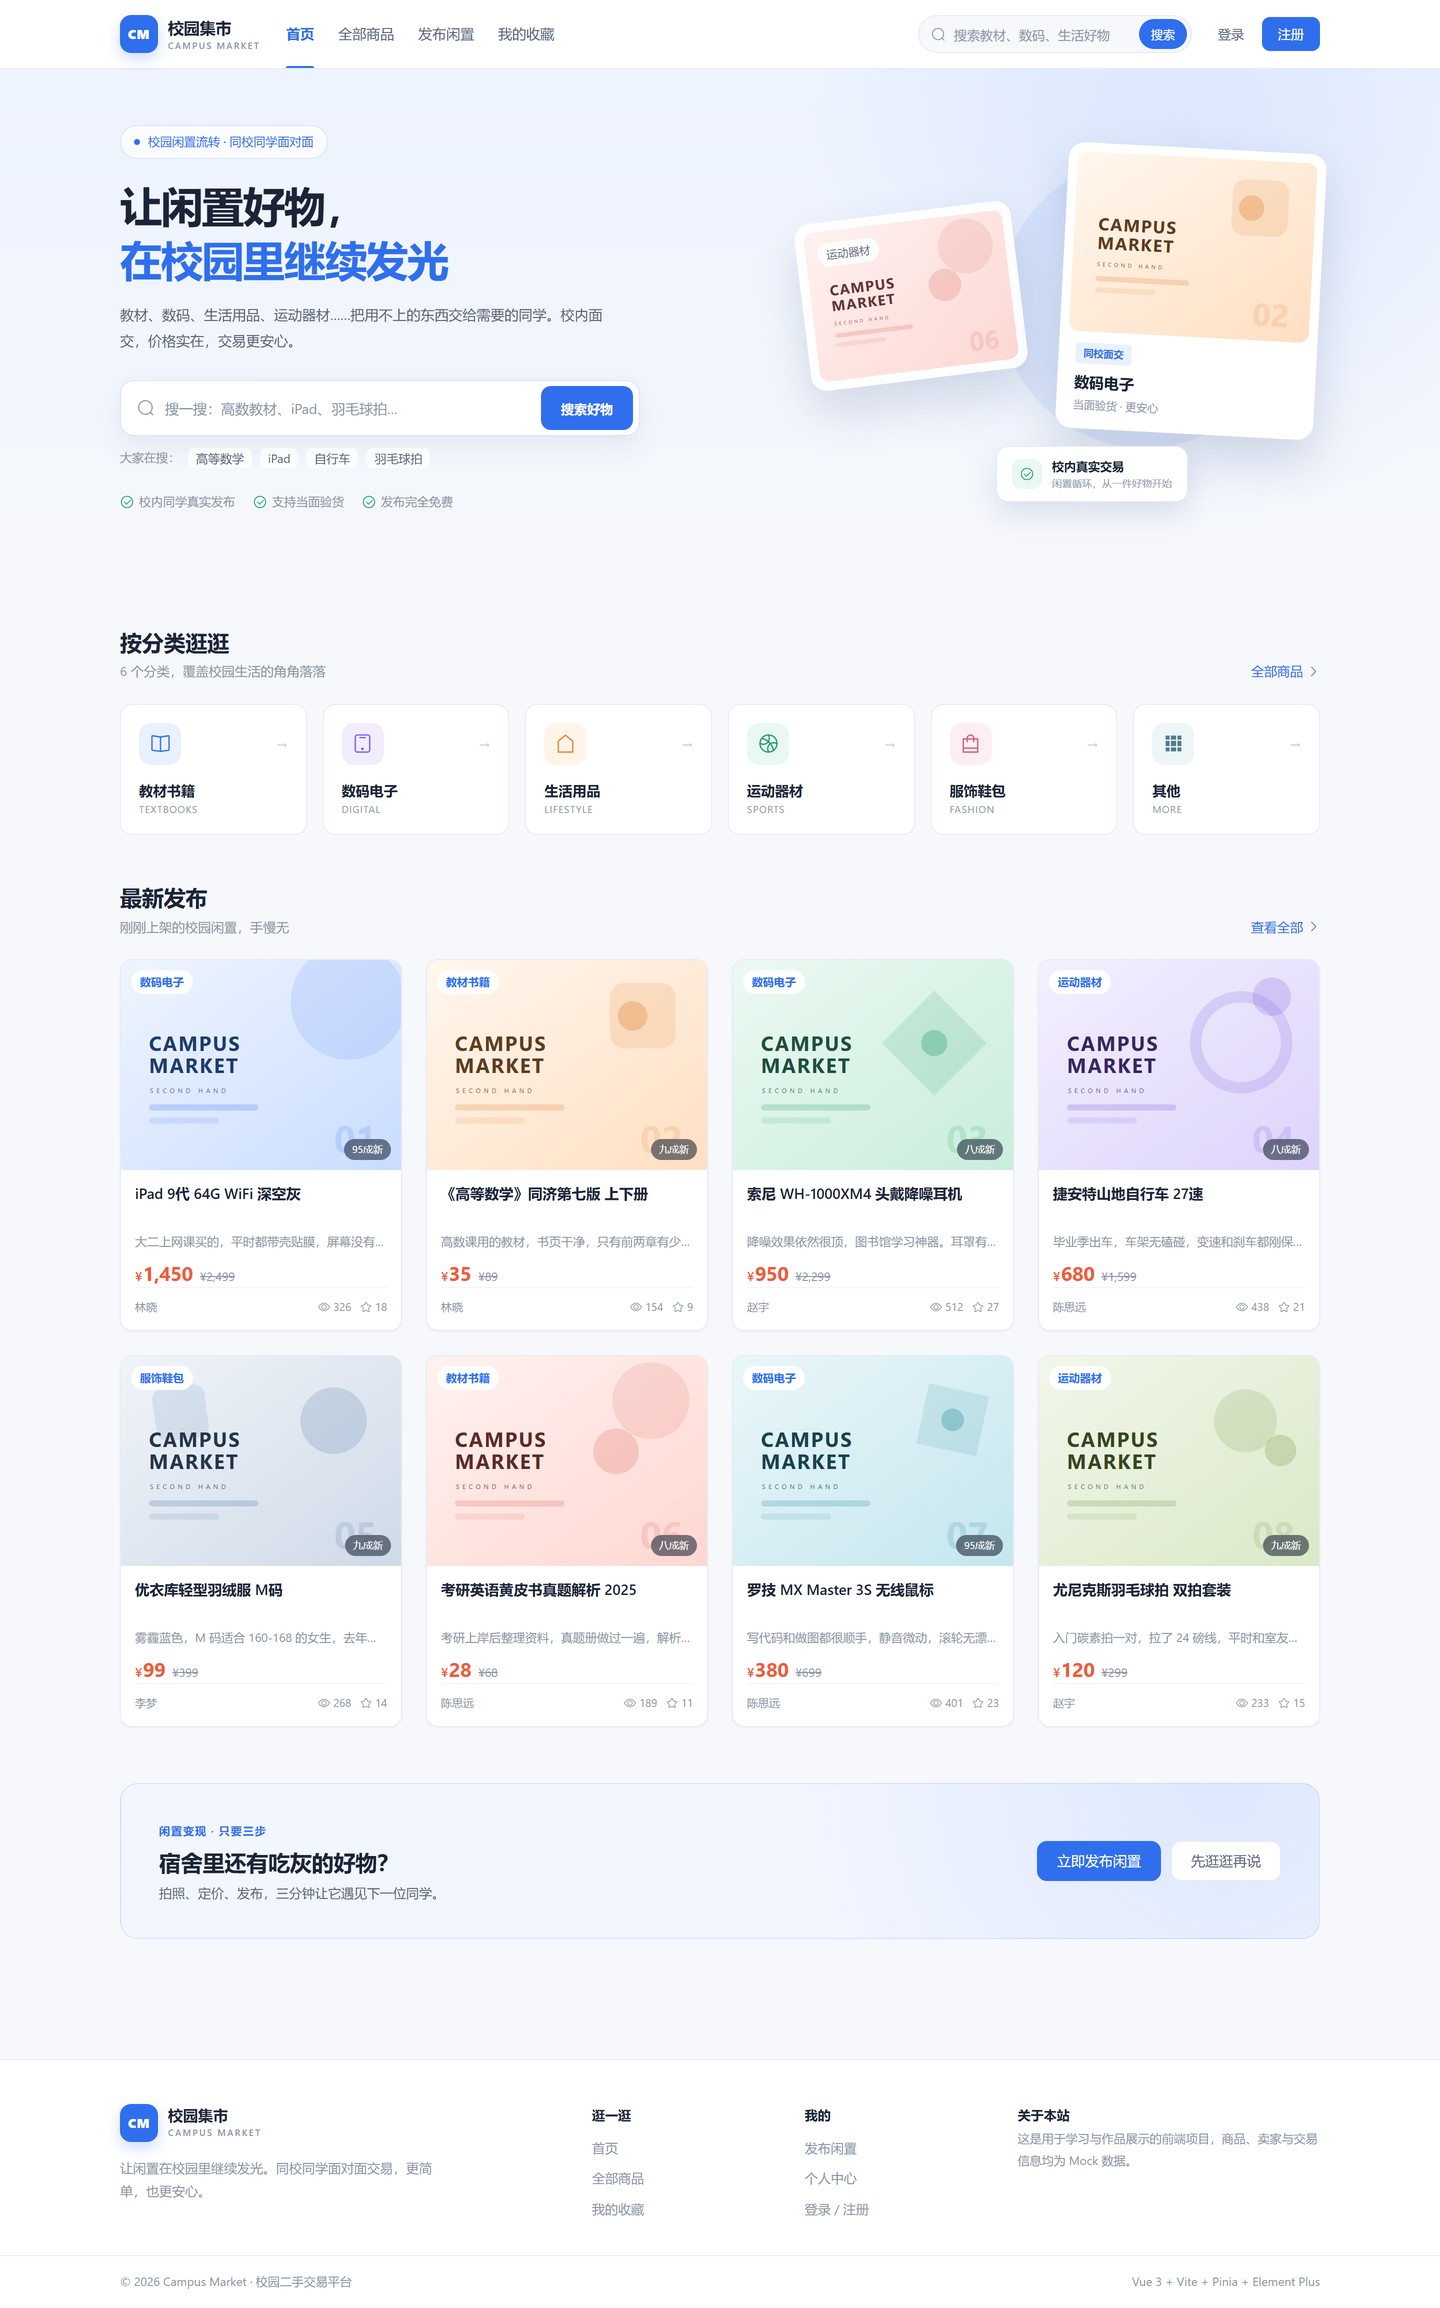 CM 校园集市
CAMPUS MARKET
首页 全部商品 发布闲置 我的收藏
搜索教材、数码、生活好物 搜索 登录 注册
校园闲置流转 · 同校同学面对面
让闲置好物，
在校园里继续发光
教材、数码、生活用品、运动器材……把用不上的东西交给需要的同学。校内面
交，价格实在，交易更安心。
搜一搜：高数教材、iPad、羽毛球拍... 搜索好物
大家在搜： 高等数学 iPad 自行车 羽毛球拍
校内同学真实发布 支持当面验货 发布完全免费
运动器材
CAMPUS
MARKET
SECOND HAND
06
CAMPUS
MARKET
SECOND HAND
02
同校面交
数码电子
当面验货 · 更安心
校内真实交易
闲置循环，从一件好物开始
按分类逛逛
6 个分类，覆盖校园生活的角角落落
全部商品 >
教材书籍 →
TEXTBOOKS
数码电子 →
DIGITAL
生活用品 →
LIFESTYLE
运动器材 →
SPORTS
服饰鞋包 →
FASHION
其他 →
MORE
最新发布
刚刚上架的校园闲置，手慢无
查看全部 >
数码电子
CAMPUS
MARKET
SECOND HAND
01
95成新
iPad 9代 64G WiFi 深空灰
大二上网课买的，平时都带壳贴膜，屏幕没有...
¥1,450 ¥2,499
林晓 326 18
教材书籍
CAMPUS
MARKET
SECOND HAND
02
九成新
《高等数学》同济第七版 上下册
高数课用的教材，书页干净，只有前两章有少...
¥35 ¥89
林晓 154 9
数码电子
CAMPUS
MARKET
SECOND HAND
03
八成新
索尼 WH-1000XM4 头戴降噪耳机
降噪效果依然很顶，图书馆学习神器。耳罩有...
¥950 ¥2,299
赵宇 512 27
运动器材
CAMPUS
MARKET
SECOND HAND
04
八成新
捷安特山地自行车 27速
毕业季出车，车架无磕碰，变速和刹车都刚保...
¥680 ¥1,599
陈思远 438 21
服饰鞋包
CAMPUS
MARKET
SECOND HAND
05
九成新
优衣库轻型羽绒服 M码
雾霾蓝色，M 码适合 160-168 的女生，去年...
¥99 ¥399
李梦 268 14
教材书籍
CAMPUS
MARKET
SECOND HAND
06
八成新
考研英语黄皮书真题解析 2025
考研上岸后整理资料，真题册做过一遍，解析...
¥28 ¥68
陈思远 189 11
数码电子
CAMPUS
MARKET
SECOND HAND
07
95成新
罗技 MX Master 3S 无线鼠标
写代码和做图都很顺手，静音微动，滚轮无漂...
¥380 ¥699
陈思远 401 23
运动器材
CAMPUS
MARKET
SECOND HAND
08
九成新
尤尼克斯羽毛球拍 双拍套装
入门碳素拍一对，拉了 24 磅线，平时和室友...
¥120 ¥299
赵宇 233 15
闲置变现 · 只要三步
宿舍里还有吃灰的好物？
拍照、定价、发布，三分钟让它遇见下一位同学。
立即发布闲置 先逛逛再说
CM 校园集市
CAMPUS MARKET
让闲置在校园里继续发光。同校同学面对面交易，更简
单，也更安心。
逛一逛
首页
全部商品
我的收藏
我的
发布闲置
个人中心
登录 / 注册
关于本站
这是用于学习与作品展示的前端项目，商品、卖家与交易
信息均为 Mock 数据。
© 2026 Campus Market · 校园二手交易平台
Vue 3 + Vite + Pinia + Element Plus